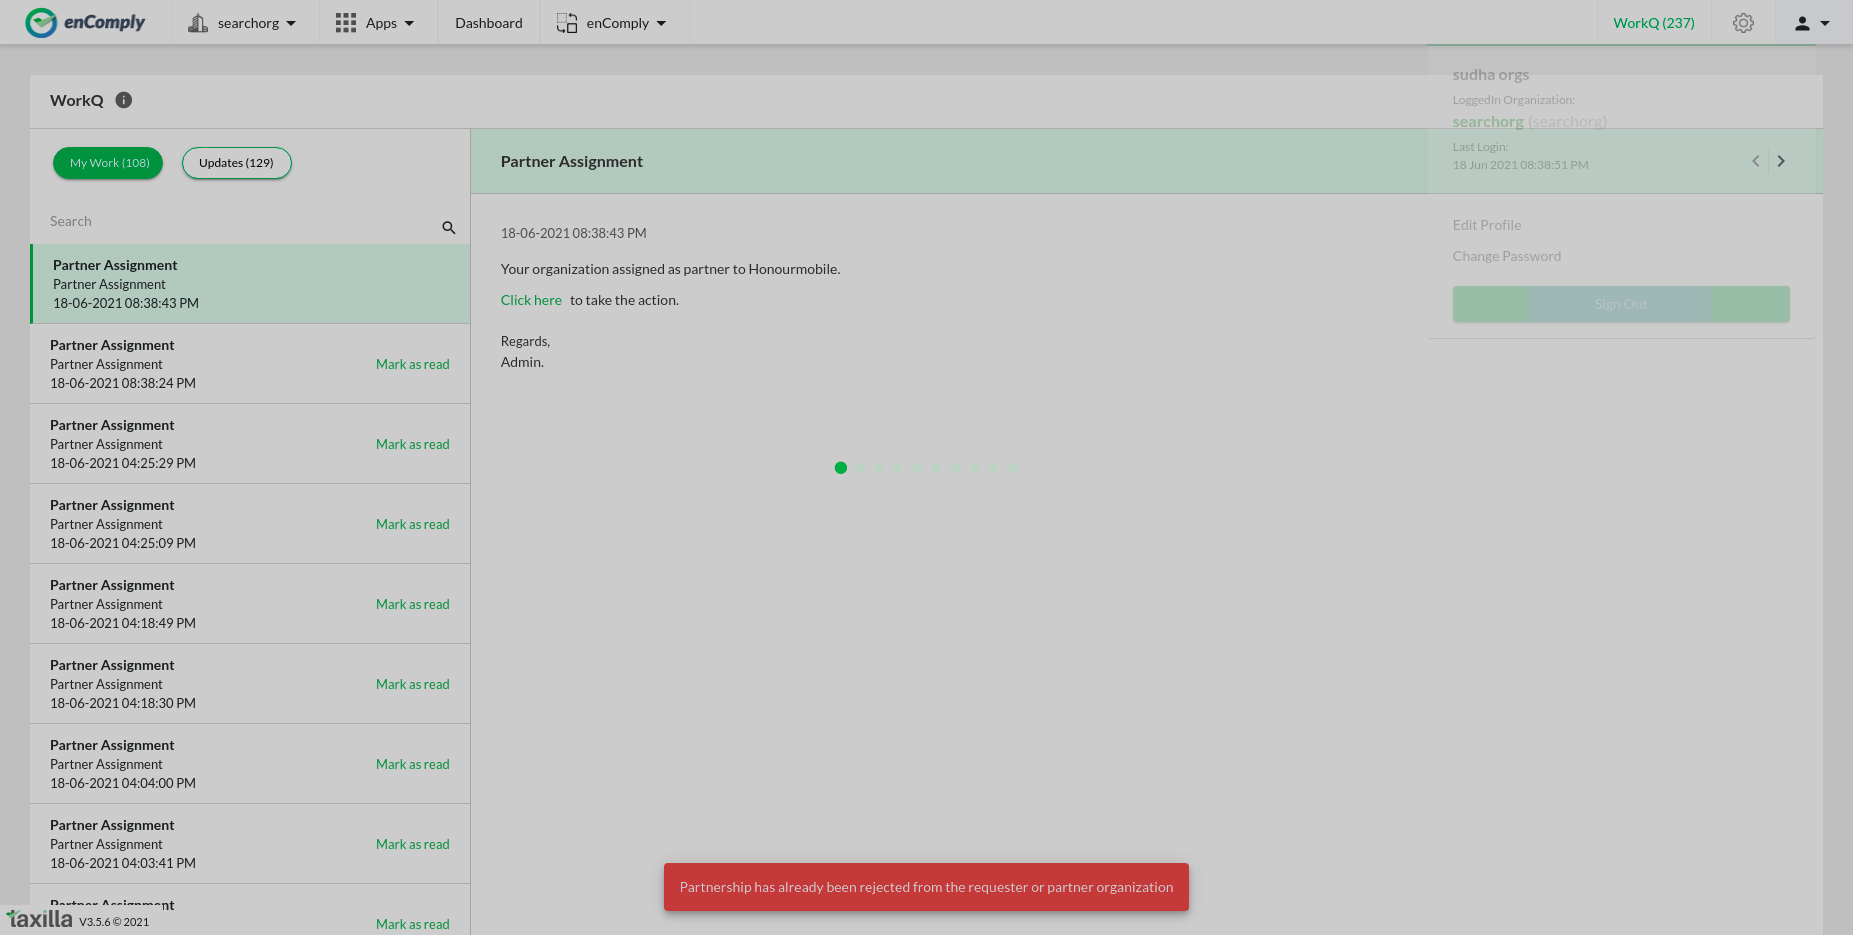 enComply
searchorg
Apps
Dashboard
enComply
WorkQ (237)
sudha orgs
LoggedIn Organization:
searchorg (searchorg)
Last Login:
18 Jun 2021 08:38:51 PM
Edit Profile
Change Password
Sign Out
WorkQ
My Work (108)
Updates (129)
Search
Partner Assignment
Partner Assignment
18-06-2021 08:38:43 PM
Partner Assignment
Partner Assignment
Mark as read
18-06-2021 08:38:24 PM
Partner Assignment
Partner Assignment
Mark as read
18-06-2021 04:25:29 PM
Partner Assignment
Partner Assignment
Mark as read
18-06-2021 04:25:09 PM
Partner Assignment
Partner Assignment
Mark as read
18-06-2021 04:18:49 PM
Partner Assignment
Partner Assignment
Mark as read
18-06-2021 04:18:30 PM
Partner Assignment
Partner Assignment
Mark as read
18-06-2021 04:04:00 PM
Partner Assignment
Partner Assignment
Mark as read
18-06-2021 04:03:41 PM
Partner Assignment
Mark as read
Partner Assignment
18-06-2021 08:38:43 PM
Your organization assigned as partner to Honourmobile.
Click here to take the action.
Regards,
Admin.
Partnership has already been rejected from the requester or partner organization
taxilla V3.5.6 © 2021